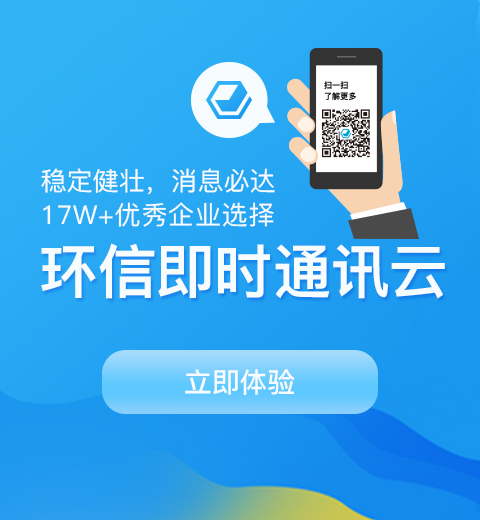 扫一扫
了解更多
稳定健壮，消息必达
17W+优秀企业选择
环信即时通讯云
立即体验